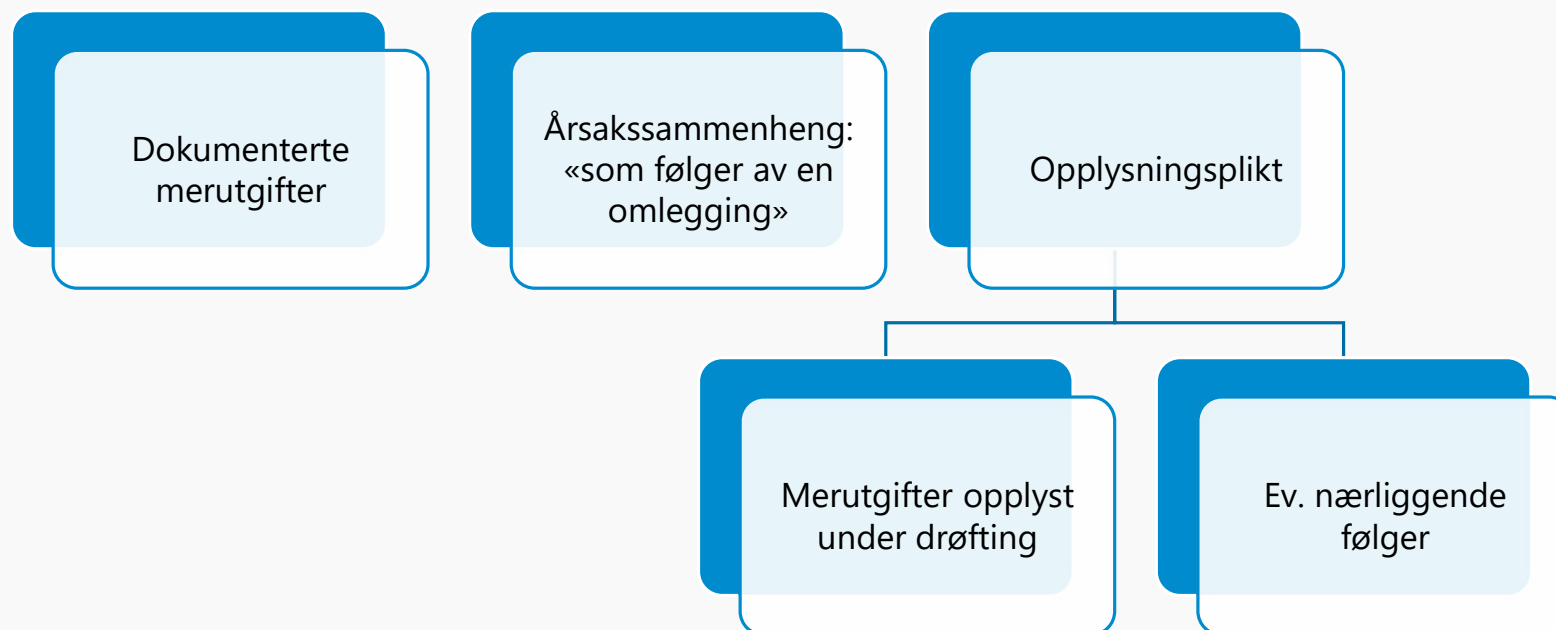 Dokumenterte
merutgifter
Årsakssammenheng:
«som følger av en
omlegging»
Opplysningsplikt
Merutgifter opplyst
under drøfting
Ev. nærliggende
følger